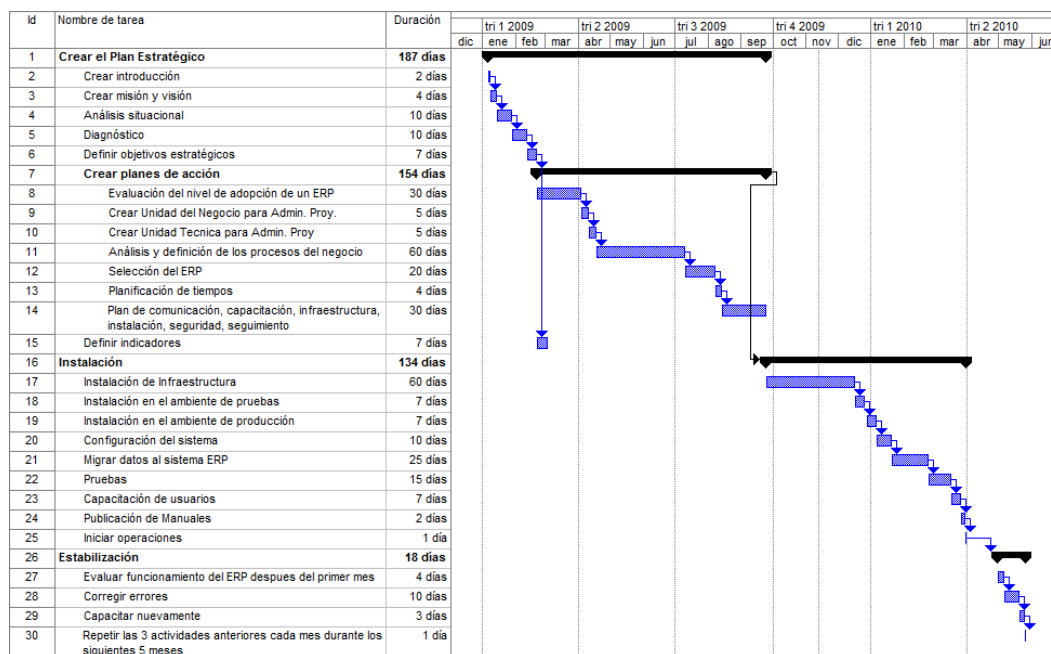 Id Nombre de tarea Duración
tri 1 2009 tri 2 2009 tri 3 2009 tri 4 2009 tri 1 2010 tri 2 2010
dic ene feb mar abr may jun jul ago sep oct nov dic ene feb mar abr may jun
1 Crear el Plan Estratégico 187 días
2 Crear introducción 2 días
3 Crear misión y visión 4 días
4 Análisis situacional 10 días
5 Diagnóstico 10 días
6 Definir objetivos estratégicos 7 días
7 Crear planes de acción 154 días
8 Evaluación del nivel de adopción de un ERP 30 días
9 Crear Unidad del Negocio para Admin. Proy. 5 días
10 Crear Unidad Tecnica para Admin. Proy 5 días
11 Análisis y definición de los procesos del negocio 60 días
12 Selección del ERP 20 días
13 Planificación de tiempos 4 días
14 Plan de comunicación, capacitación, infraestructura, 30 días
instalación, seguridad, seguimiento
15 Definir indicadores 7 días
16 Instalación 134 días
17 Instalación de Infraestructura 60 días
18 Instalación en el ambiente de pruebas 7 días
19 Instalación en el ambiente de producción 7 días
20 Configuración del sistema 10 días
21 Migrar datos al sistema ERP 25 días
22 Pruebas 15 días
23 Capacitación de usuarios 7 días
24 Publicación de Manuales 2 días
25 Iniciar operaciones 1 día
26 Estabilización 18 días
27 Evaluar funcionamiento del ERP despues del primer mes 4 días
28 Corregir errores 10 días
29 Capacitar nuevamente 3 días
30 Repetir las 3 actividades anteriores cada mes durante los 1 día
siguientes 5 meses